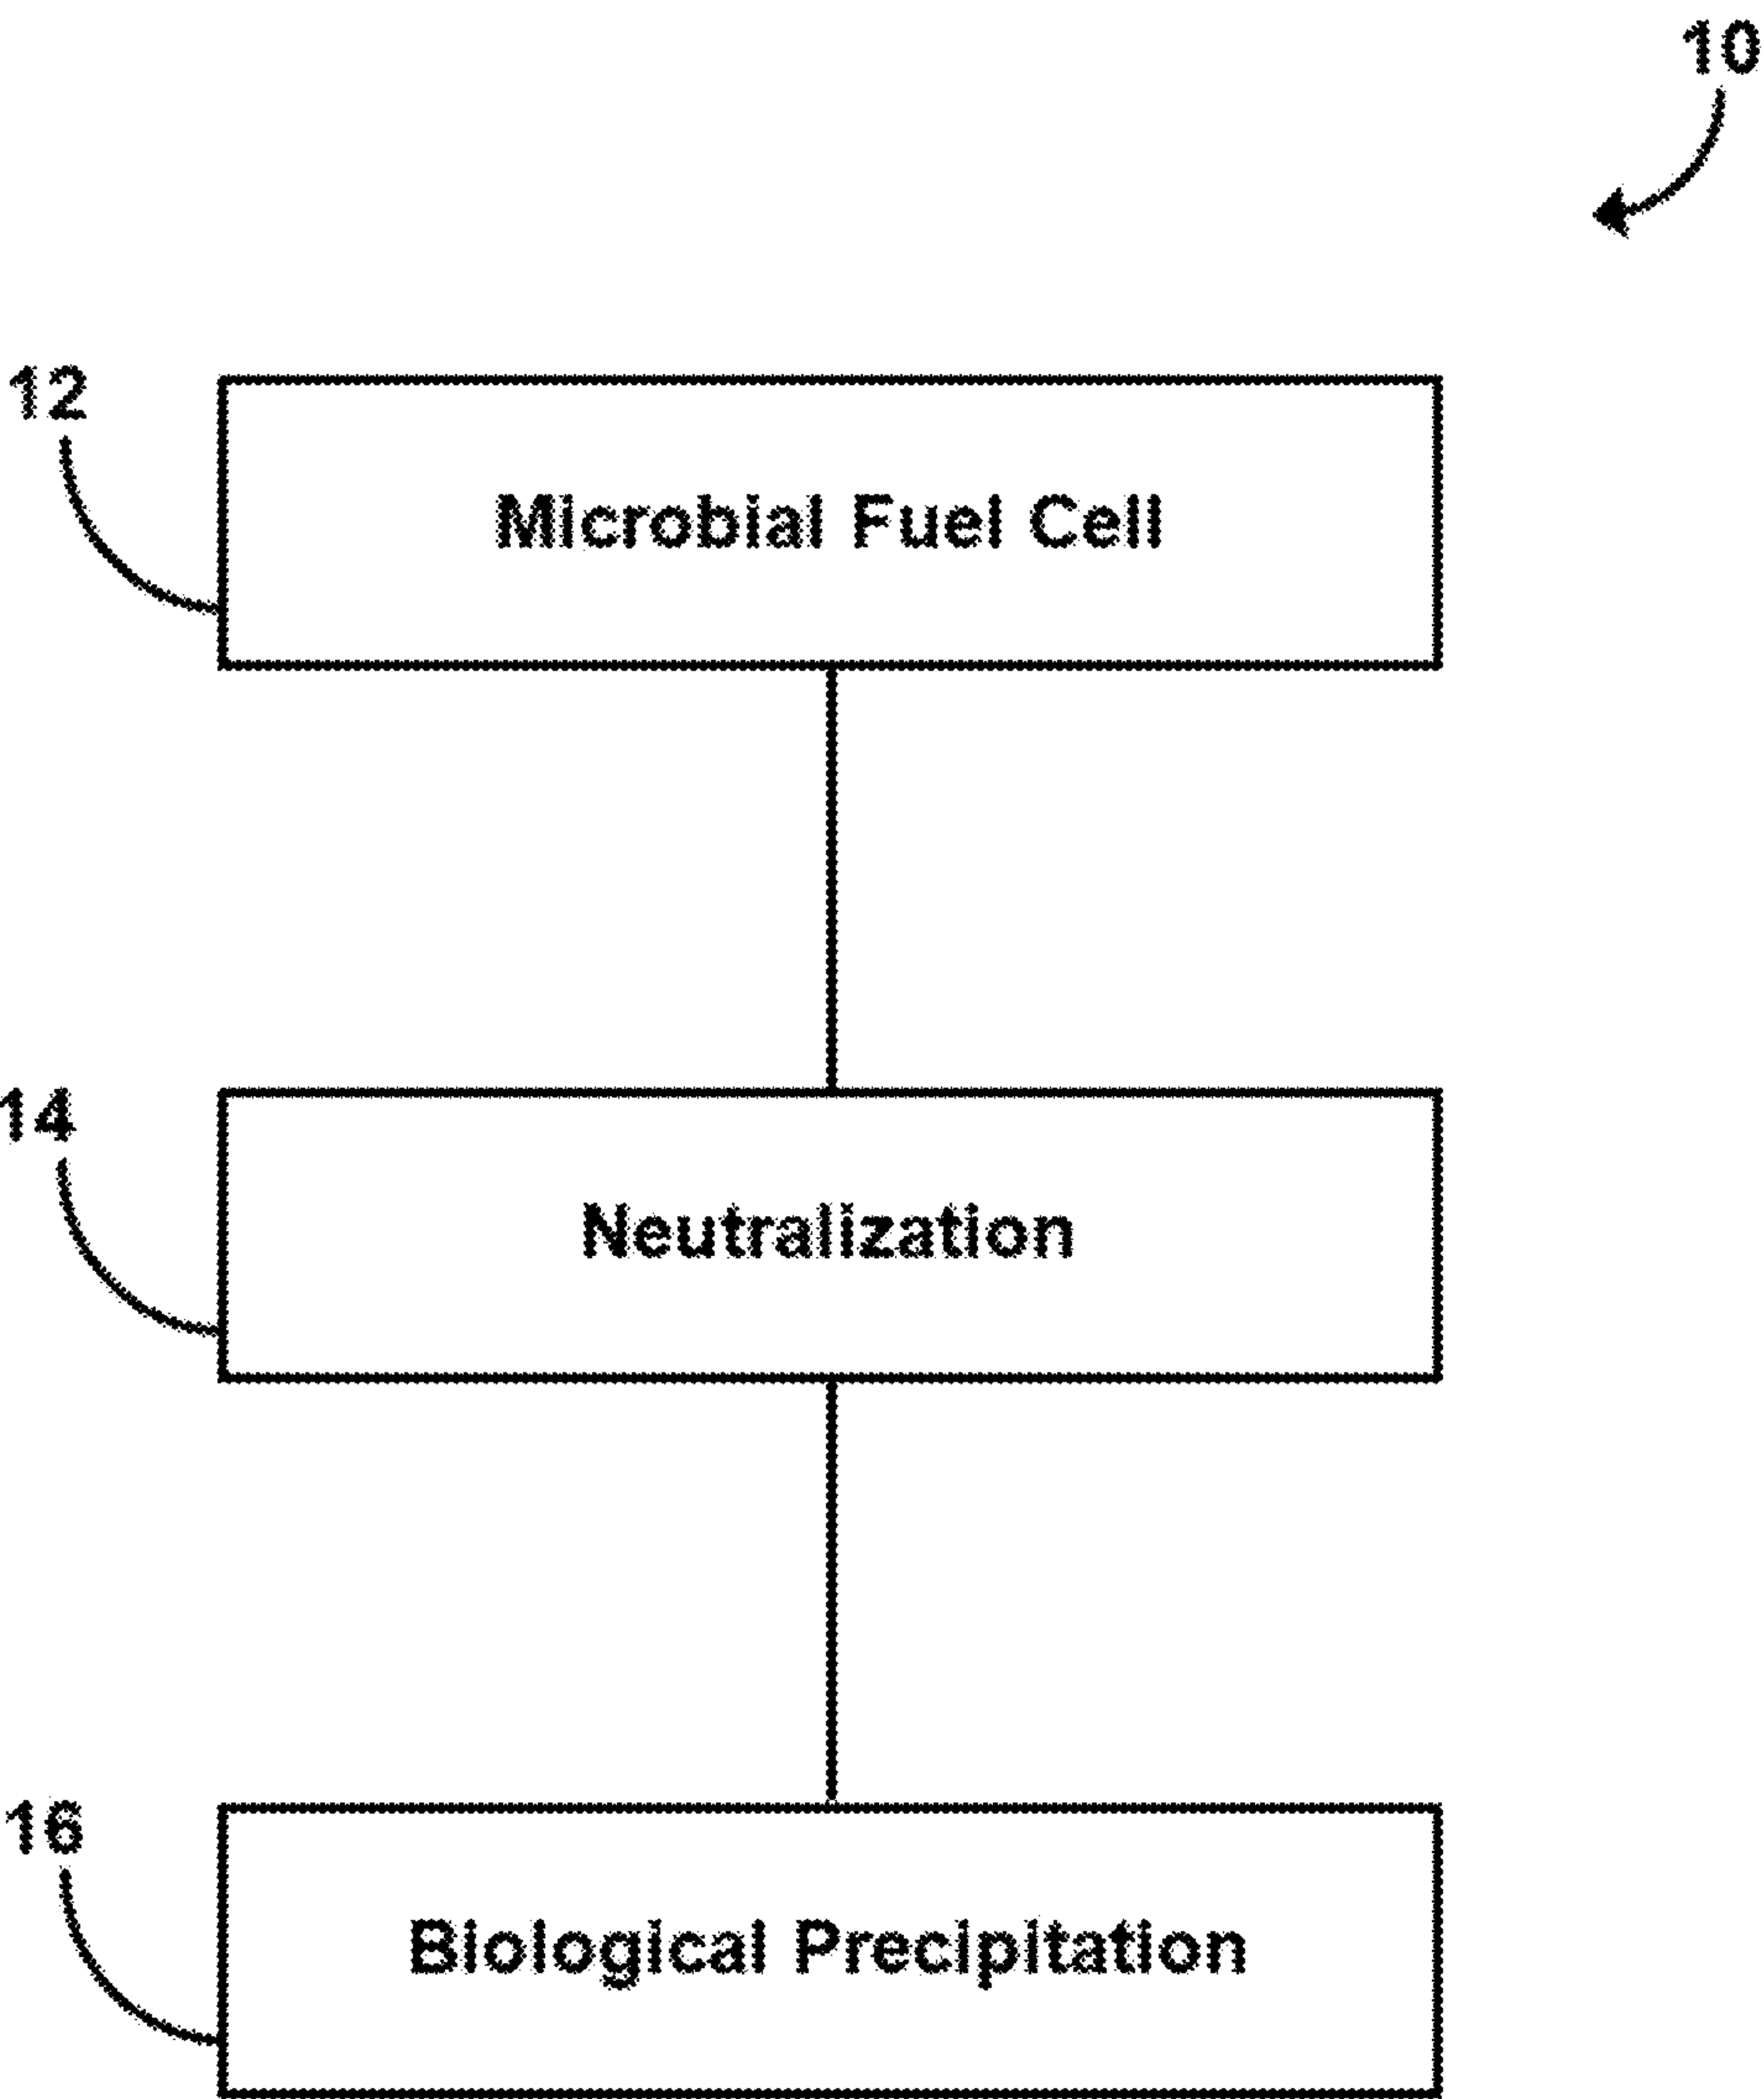 10
12
Microbial Fuel Cell
14
Neutralization
16
Biological Precipitation